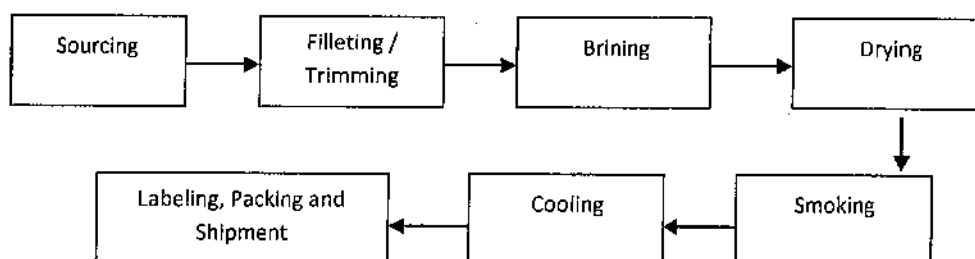 Sourcing
Filleting /
Trimming
Brining
Drying
Smoking
Cooling
Labeling, Packing and
Shipment